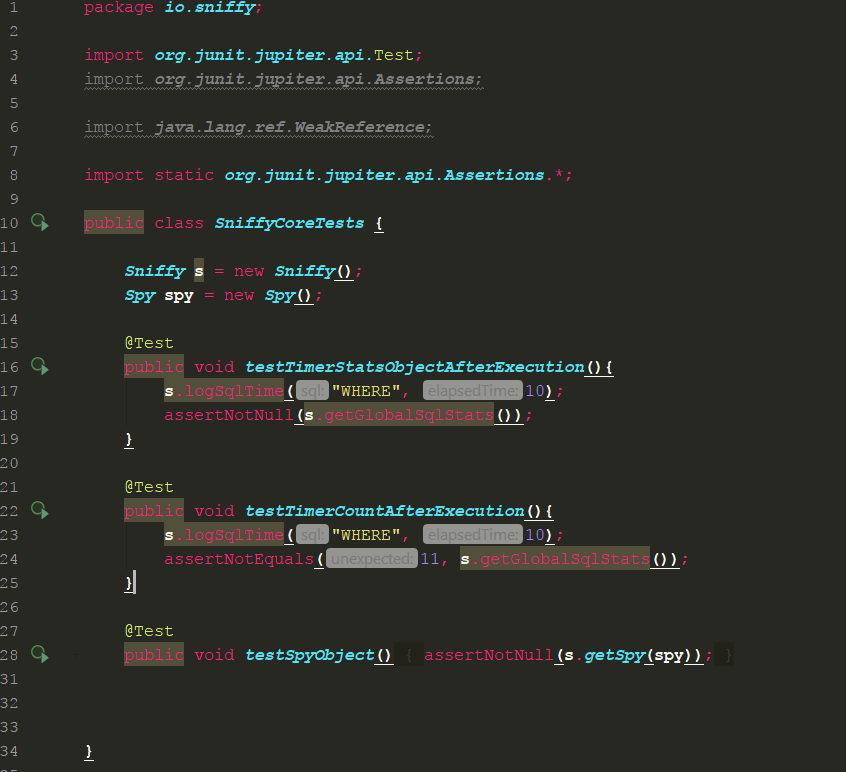 1 package io.sniffy;
2
3 import org.junit.jupiter.api.Test;
4 import org.junit.jupiter.api.Assertions;
5
6 import java.lang.ref.WeakReference;
7
8 import static org.junit.jupiter.api.Assertions.*;
9
10 public class SniffyCoreTests {
11
12 Sniffy s = new Sniffy();
13 Spy spy = new Spy();
14
15 @Test
16 public void testTimerStatsObjectAfterExecution(){
17 s.logSqlTime( sql: "WHERE", elapsedTime: 10);
18 assertNotNull(s.getGlobalSqlStats());
19 }
20
21 @Test
22 public void testTimerCountAfterExecution(){
23 s.logSqlTime( sql: "WHERE", elapsedTime: 10);
24 assertNotEquals( unexpected: 11, s.getGlobalSqlStats());
25 }
26
27 @Test
28 public void testSpyObject() { assertNotNull(s.getSpy(spy)); }
31
32
33
34 }